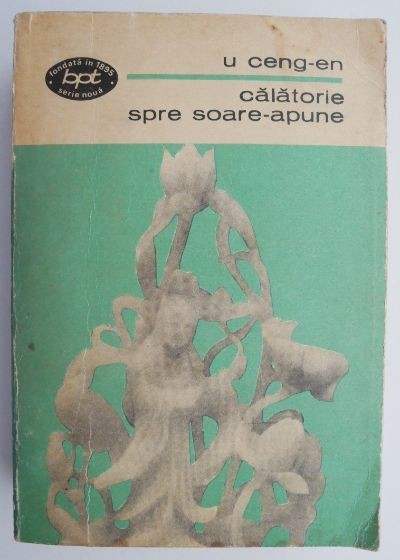 fondată în 1895
bpt
serie nouă
u ceng-en
călătorie
spre soare-apune